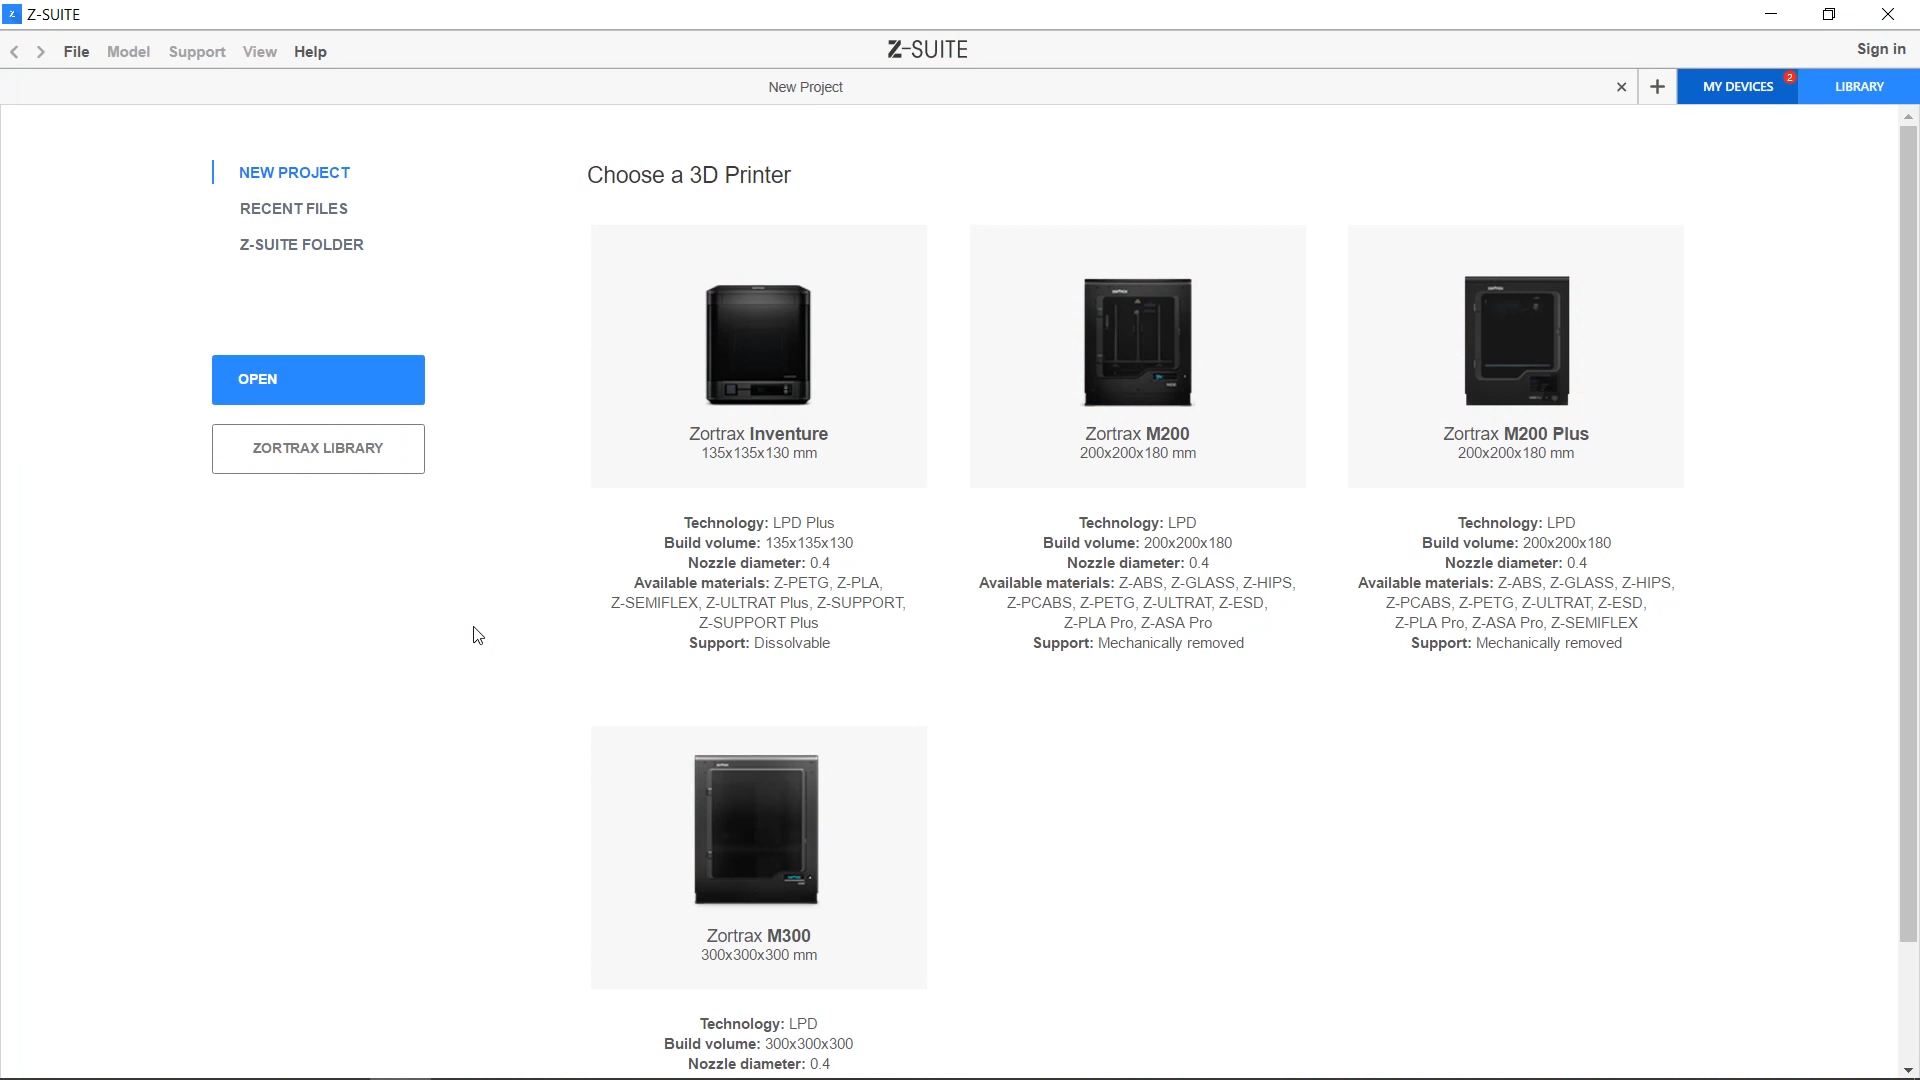 Z-SUITE
File Model Support View Help
Z-SUITE
Sign in
New Project
MY DEVICES 2
LIBRARY
NEW PROJECT
RECENT FILES
Z-SUITE FOLDER
OPEN
ZORTRAX LIBRARY
Choose a 3D Printer
Zortrax Inventure
135x135x130 mm
Technology: LPD Plus
Build volume: 135x135x130
Nozzle diameter: 0.4
Available materials: Z-PETG, Z-PLA,
Z-SEMIFLEX, Z-ULTRAT Plus, Z-SUPPORT,
Z-SUPPORT Plus
Support: Dissolvable
Zortrax M200
200x200x180 mm
Technology: LPD
Build volume: 200x200x180
Nozzle diameter: 0.4
Available materials: Z-ABS, Z-GLASS, Z-HIPS,
Z-PCABS, Z-PETG, Z-ULTRAT, Z-ESD,
Z-PLA Pro, Z-ASA Pro
Support: Mechanically removed
Zortrax M200 Plus
200x200x180 mm
Technology: LPD
Build volume: 200x200x180
Nozzle diameter: 0.4
Available materials: Z-ABS, Z-GLASS, Z-HIPS,
Z-PCABS, Z-PETG, Z-ULTRAT, Z-ESD,
Z-PLA Pro, Z-ASA Pro, Z-SEMIFLEX
Support: Mechanically removed
Zortrax M300
300x300x300 mm
Technology: LPD
Build volume: 300x300x300
Nozzle diameter: 0.4